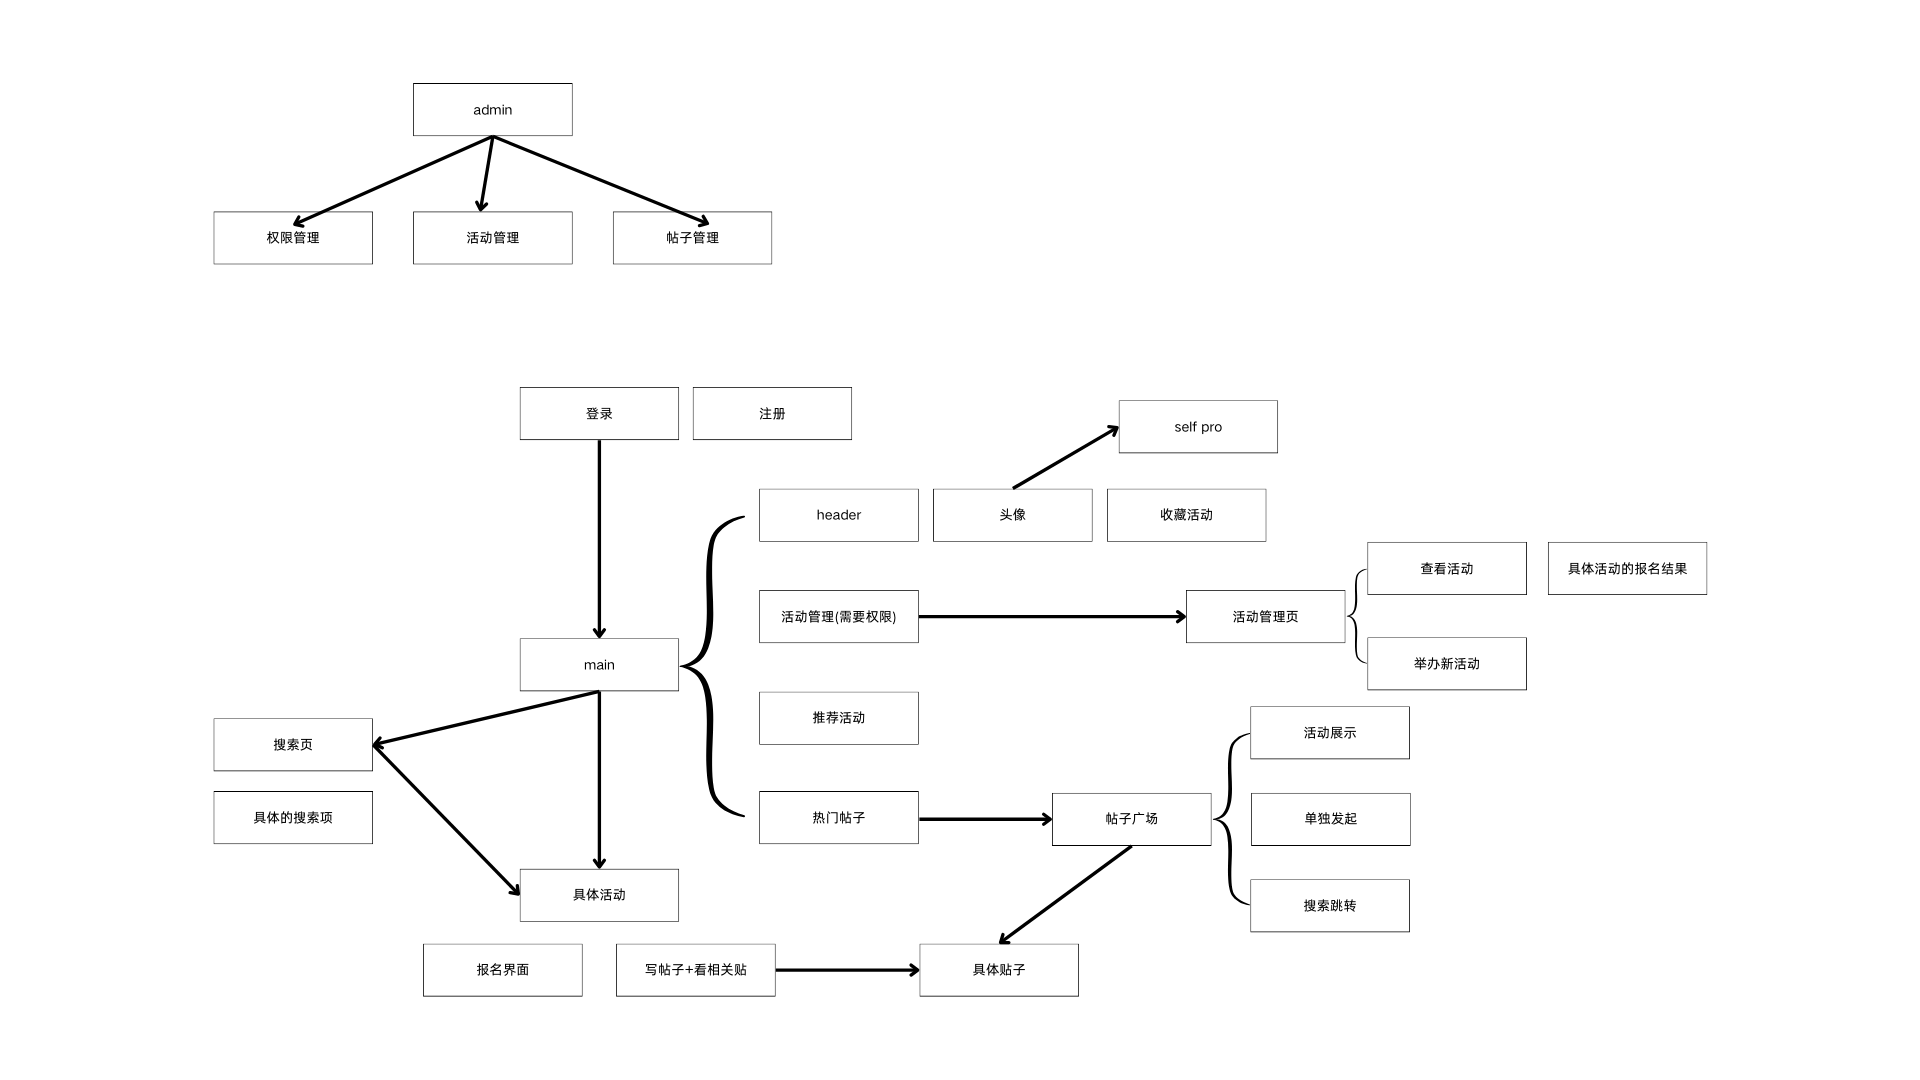 admin
权限管理
活动管理
帖子管理
登录
注册
self pro
header
头像
收藏活动
查看活动
具体活动的报名结果
活动管理(需要权限)
活动管理页
main
举办新活动
推荐活动
活动展示
搜索页
具体的搜索项
热门帖子
帖子广场
单独发起
具体活动
搜索跳转
报名界面
写帖子+看相关贴
具体贴子